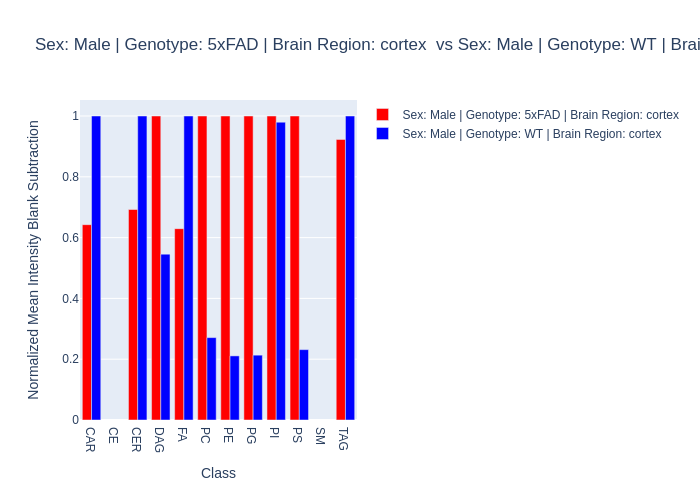 Sex: Male | Genotype: 5xFAD | Brain Region: cortex  vs Sex: Male | Genotype: WT | Brai
Sex: Male | Genotype: 5xFAD | Brain Region: cortex
Sex: Male | Genotype: WT | Brain Region: cortex
Normalized Mean Intensity Blank Subtraction
1
0.8
0.6
0.4
0.2
0
CAR
CE
CER
DAG
FA
PC
PE
PG
PI
PS
SM
TAG
Class